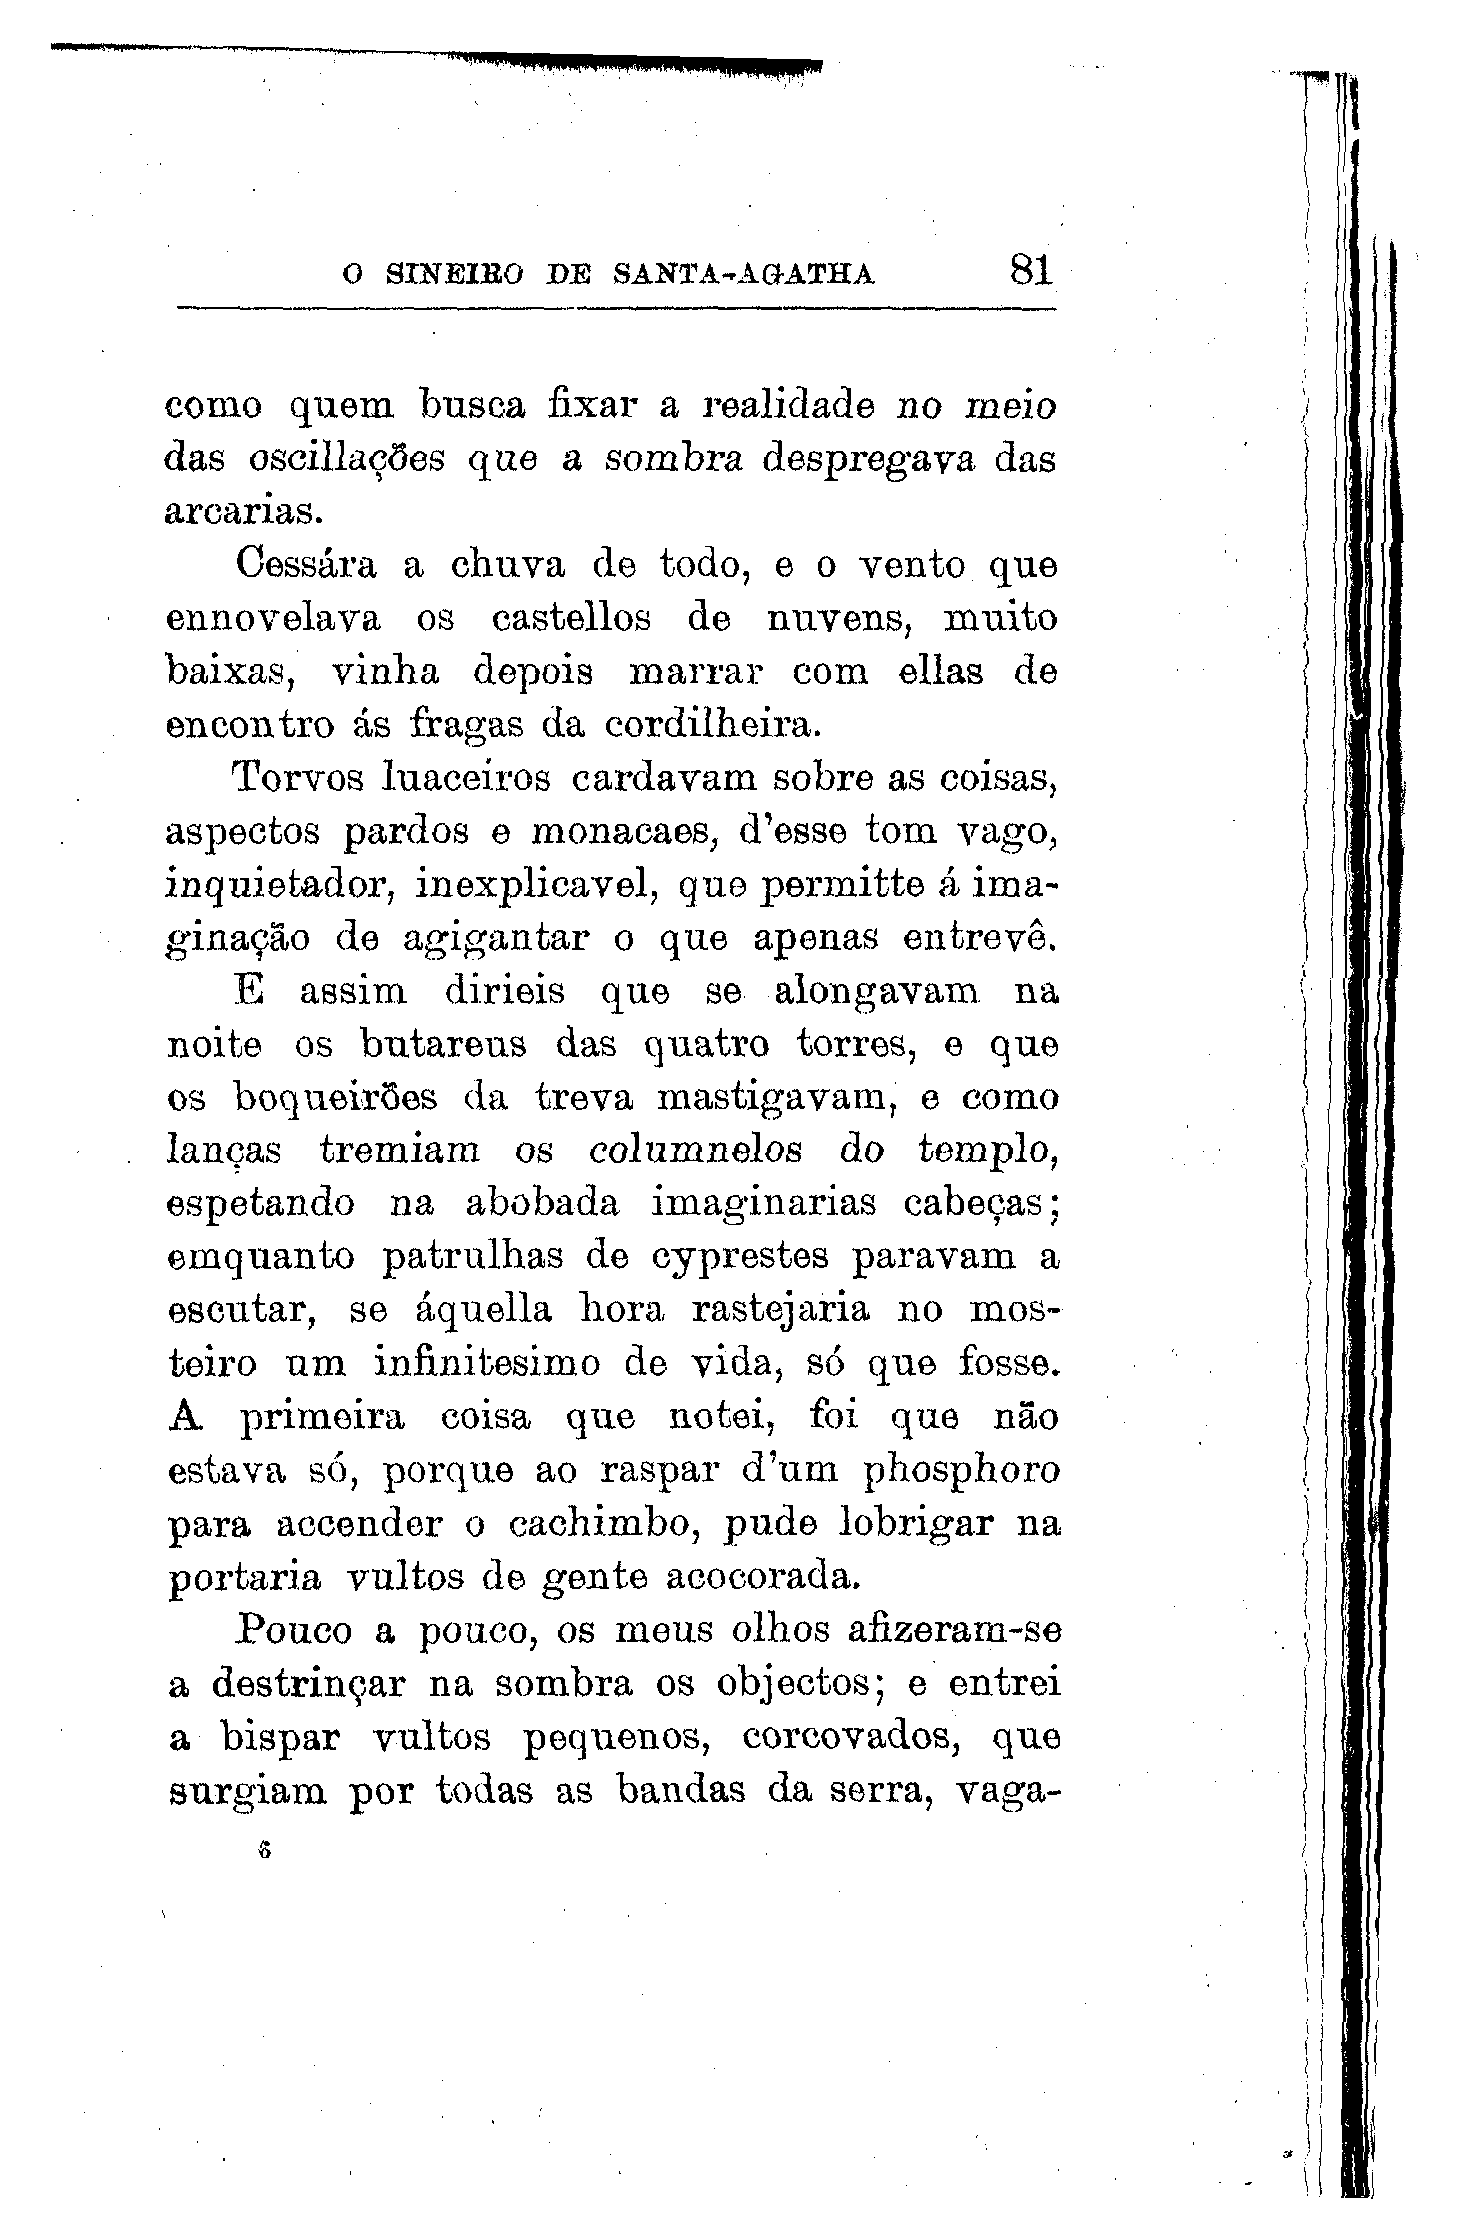 O SINEIRO DE SANTA-AGATHA 81
como quem busca fixar a realidade no meio
das oscillações que a sombra despregava das
arcarias.
Cessára a chuva de todo, e o vento que
ennovelava os castellos de nuvens, muito
baixas, vinha depois marrar com ellas de
encontro ás fragas da cordilheira.
Torvos luaceiros cardavam sobre as coisas,
aspectos pardos e monacaes, d'esse tom vago,
inquietador, inexplicavel, que permitte á ima-
ginação de agigantar o que apenas entrevê.
E assim dirieis que se alongavam na
noite os butareus das quatro torres, e que
os boqueirões da treva mastigavam, e como
lanças tremiam os columnelos do templo,
espetando na abobada imaginarias cabeças;
emquanto patrulhas de cyprestes paravam a
escutar, se áquella hora rastejaria no mos-
teiro um infinitesimo de vida, só que fosse.
A primeira coisa que notei, foi que não
estava só, porque ao raspar d'um phosphoro
para accender o cachimbo, pude lobrigar na
portaria vultos de gente acocorada.
Pouco a pouco, os meus olhos afizeram-se
a destrinçar na sombra os objectos; e entrei
a bispar vultos pequenos, corcovados, que
surgiam por todas as bandas da serra, vaga-
6